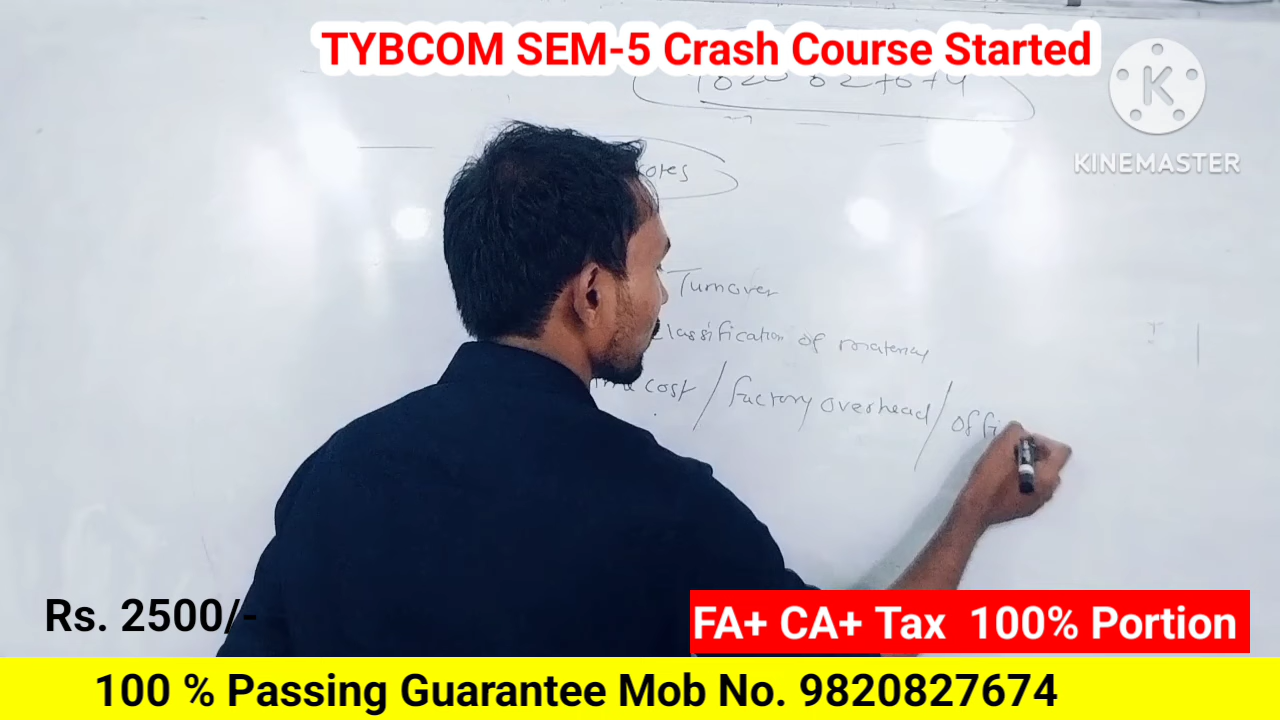 TYBCOM SEM-5 Crash Course Started
K
KINEMASTER
Turnover
classification of material
cost / factory overhead / offi
Rs. 2500/-
FA+ CA+ Tax 100% Portion
100 % Passing Guarantee Mob No. 9820827674